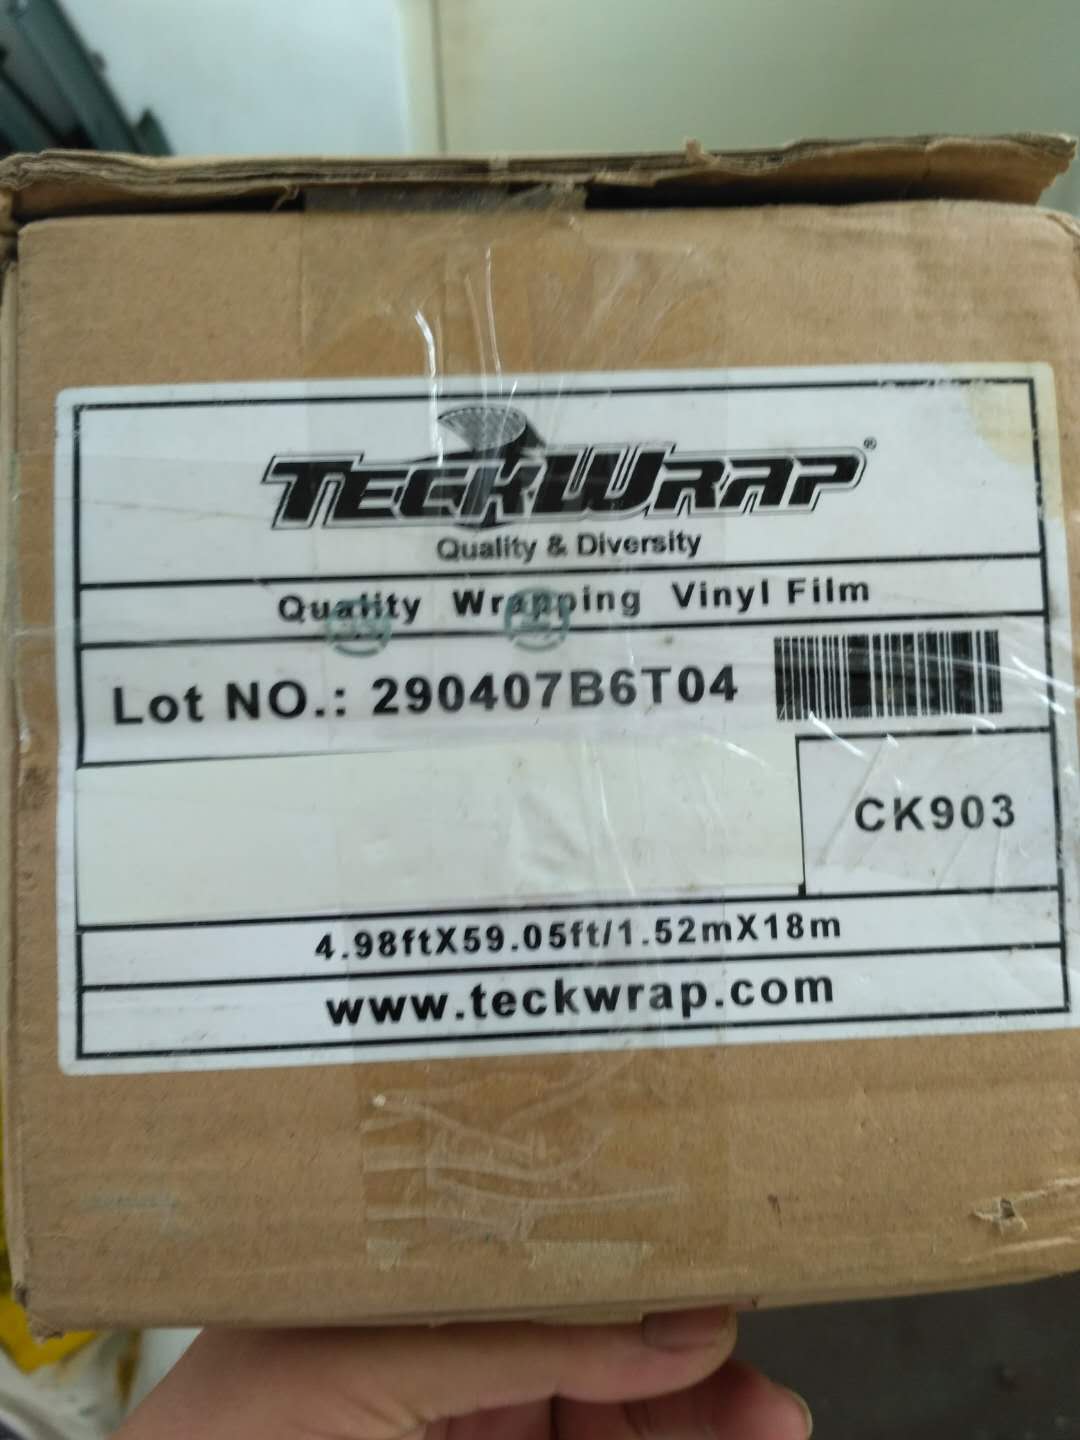 TECKWRAP®
Quality & Diversity
Quality Wrapping Vinyl Film
Lot NO.: 290407B6T04
CK903
4.98ftX59.05ft/1.52mX18m
www.teckwrap.com